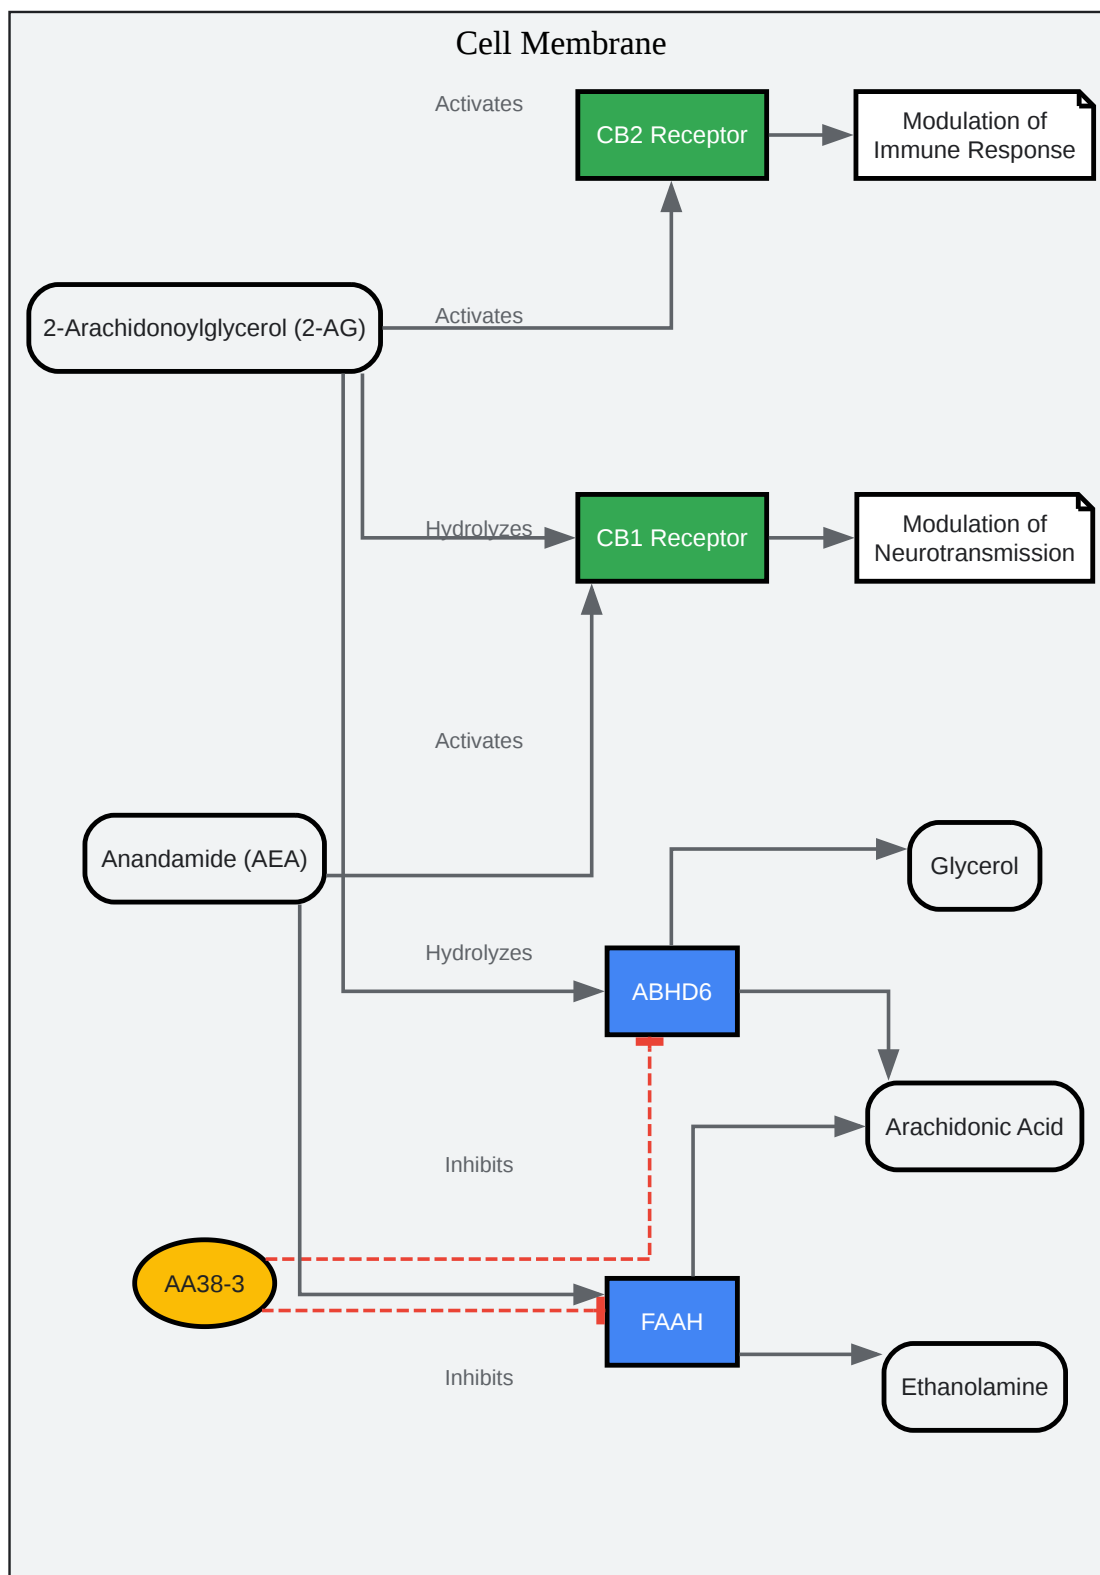 Cell Membrane
Activates
CB2 Receptor
Modulation of
Immune Response
2-Arachidonoylglycerol (2-AG)
Activates
Hydrolyzes
CB1 Receptor
Modulation of
Neurotransmission
Activates
Anandamide (AEA)
Glycerol
Hydrolyzes
ABHD6
Arachidonic Acid
Inhibits
AA38-3
FAAH
Inhibits
Ethanolamine